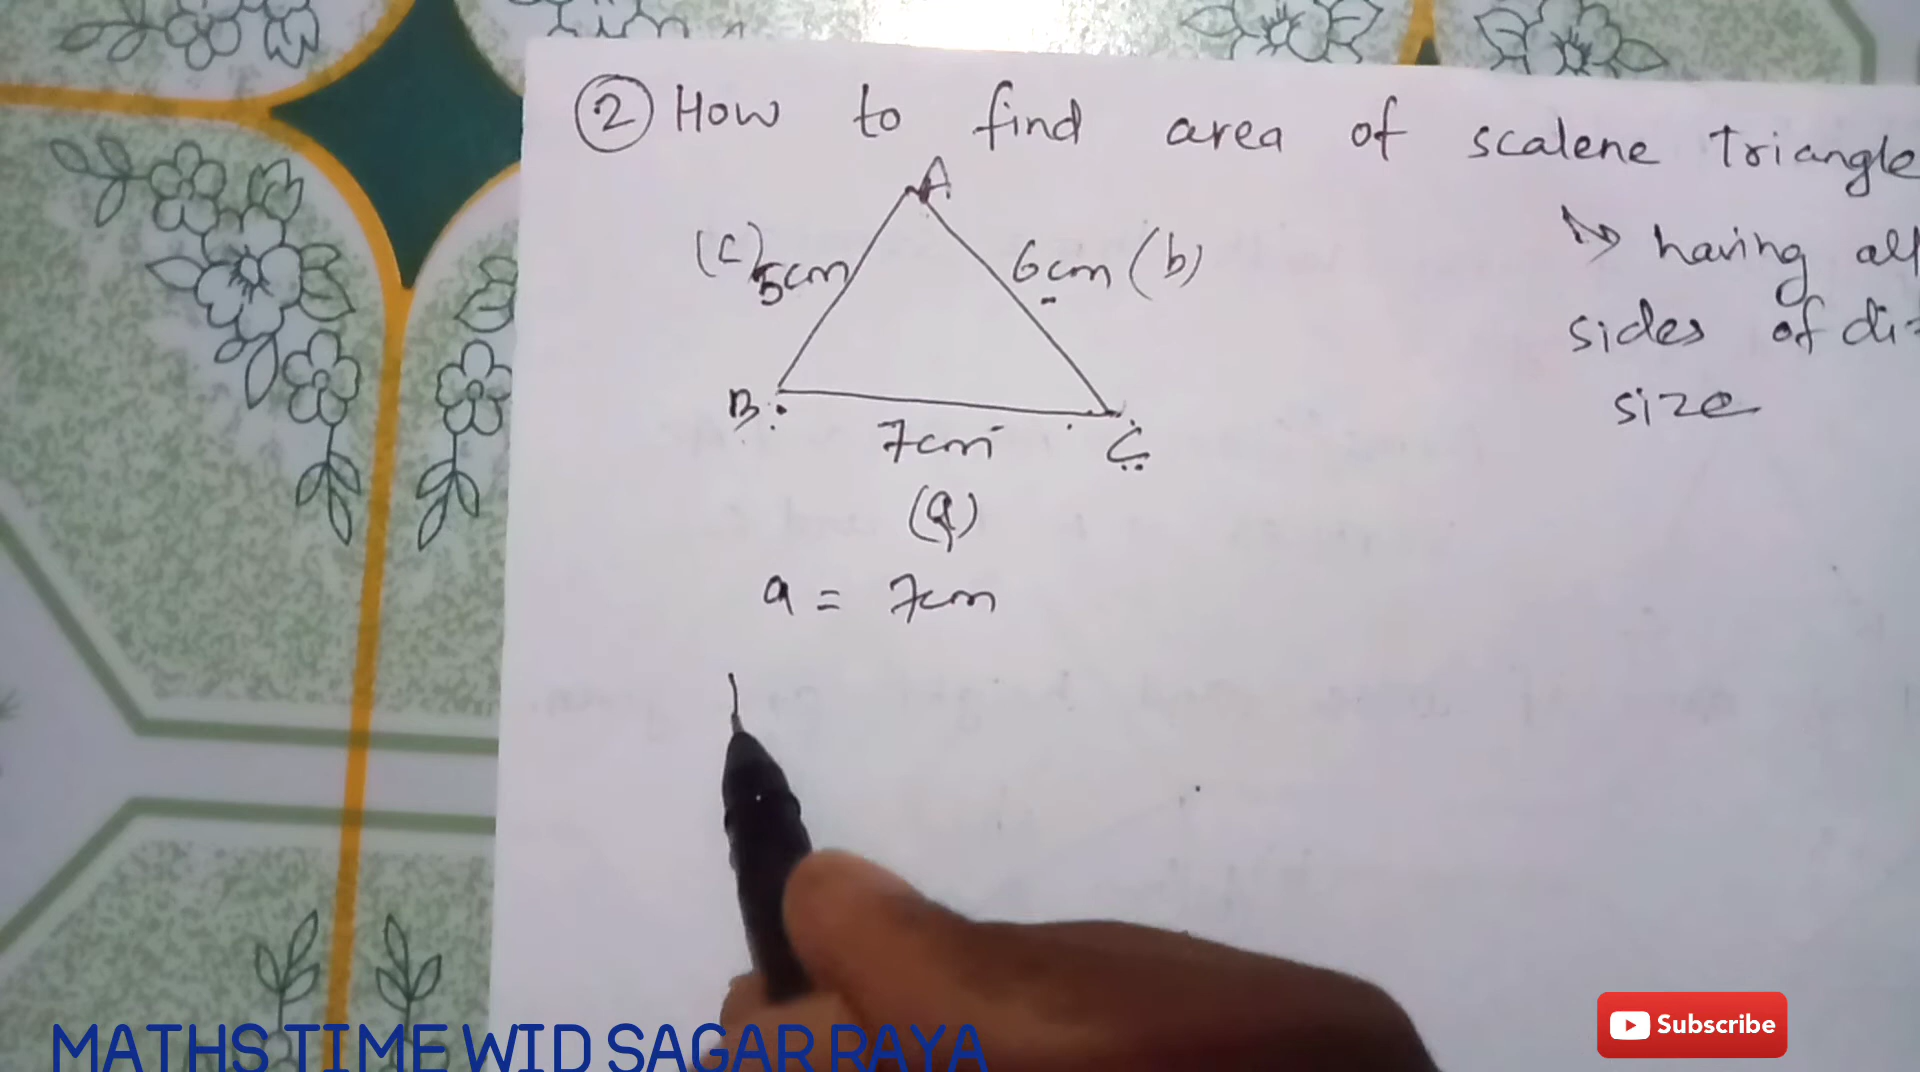 ② How to find area of scalene triangle
A
(c) 5cm
6cm (b)
having all
sides of di
size
B
7cm
C
(a)
a = 7cm
MATHS TIME WID SAGAR RAYA
Subscribe